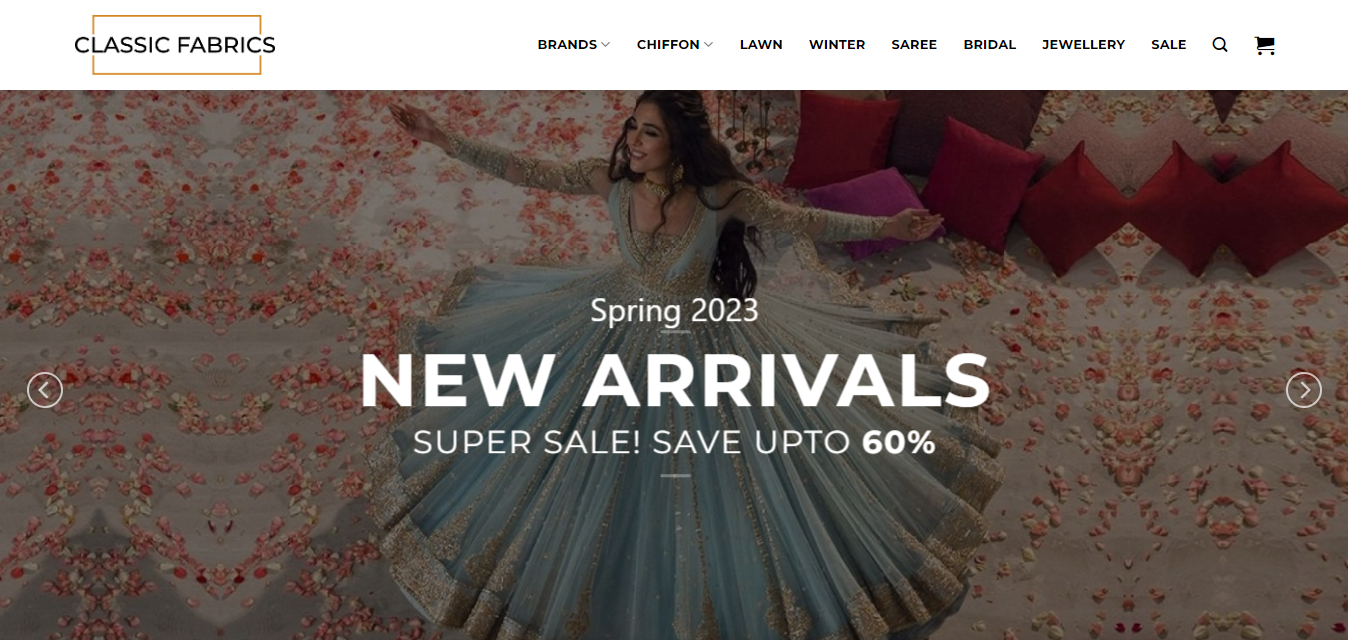 CLASSIC FABRICS
BRANDS CHIFFON LAWN WINTER SAREE BRIDAL JEWELLERY SALE
Spring 2023
NEW ARRIVALS
SUPER SALE! SAVE UPTO 60%